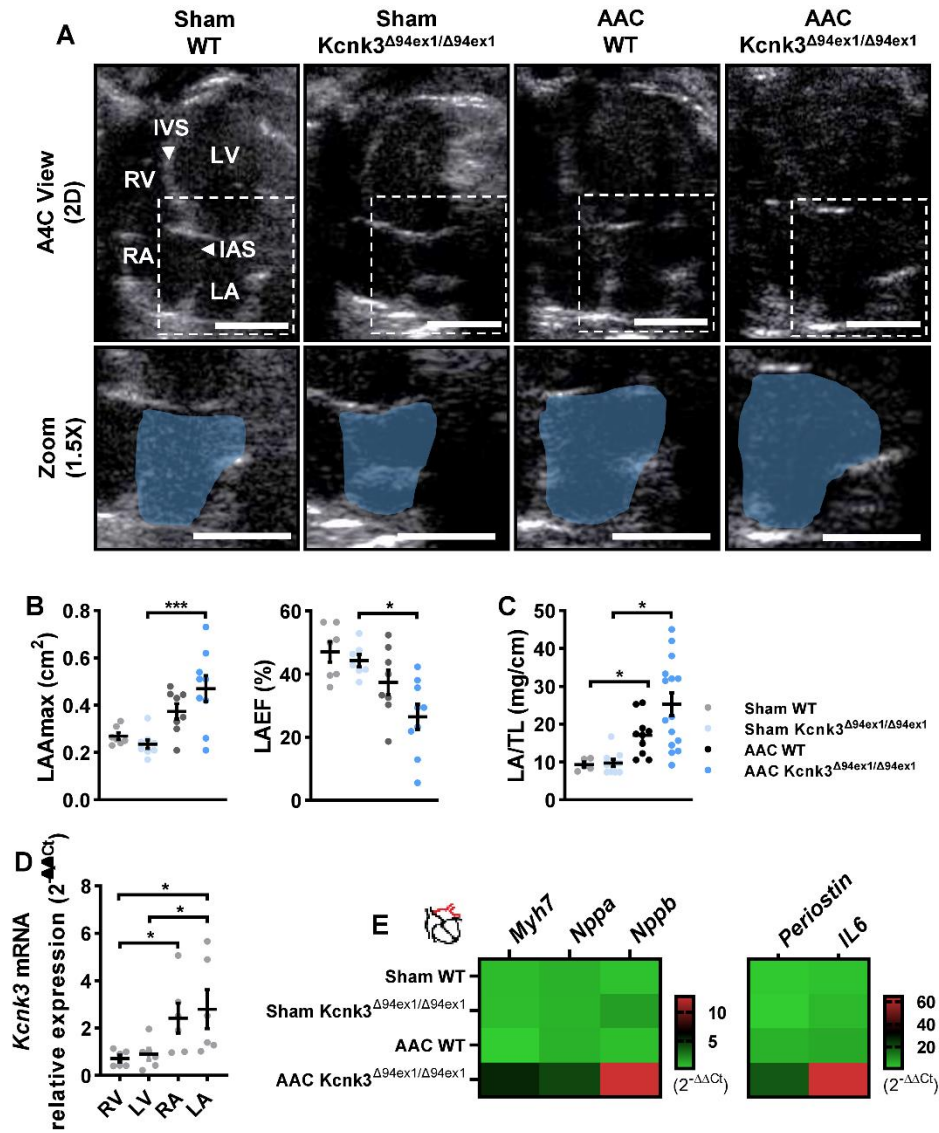 A
Sham
WT
Sham
Kcnk3Δ94ex1/Δ94ex1
AAC
WT
AAC
Kcnk3Δ94ex1/Δ94ex1
A4C View
(2D)
IVS
LV
RV
IAS
RA
LA
Zoom
(1.5X)
B
LAAmax (cm²)
0.8
0.6
0.4
0.2
0.0
***
LAEF (%)
60
40
20
0
*
C
LA/TL (mg/cm)
50
40
30
20
10
0
*
*
Sham WT
Sham Kcnk3Δ94ex1/Δ94ex1
AAC WT
AAC Kcnk3Δ94ex1/Δ94ex1
D
Kcnk3 mRNA
relative expression (2-ΔΔCt)
8
6
4
2
0
*
*
*
RV
LV
RA
LA
E
Myh7
Nppa
Nppb
Periostin
IL6
Sham WT
Sham Kcnk3Δ94ex1/Δ94ex1
AAC WT
AAC Kcnk3Δ94ex1/Δ94ex1
10
5
(2-ΔΔCt)
60
40
20
(2-ΔΔCt)